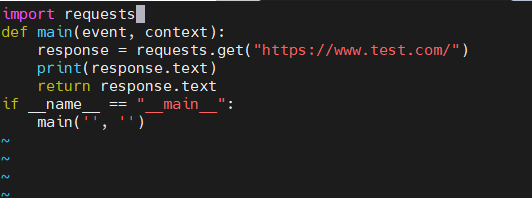 import requests
def main(event, context):
    response = requests.get("https://www.test.com/")
    print(response.text)
    return response.text
if __name__ == "__main__":
    main('', '')
~
~
~
~